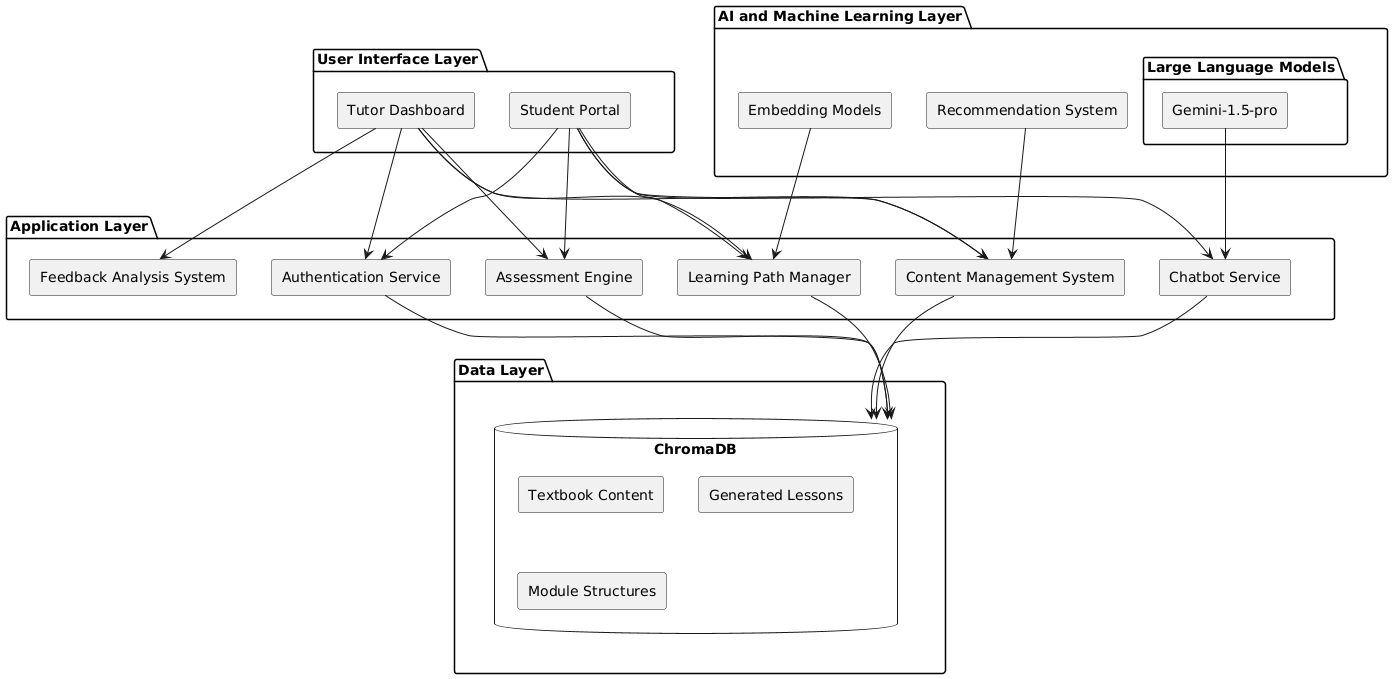 AI and Machine Learning Layer
User Interface Layer
Large Language Models
Tutor Dashboard
Student Portal
Embedding Models
Recommendation System
Gemini-1.5-pro
Application Layer
Feedback Analysis System
Authentication Service
Assessment Engine
Learning Path Manager
Content Management System
Chatbot Service
Data Layer
ChromaDB
Textbook Content
Generated Lessons
Module Structures